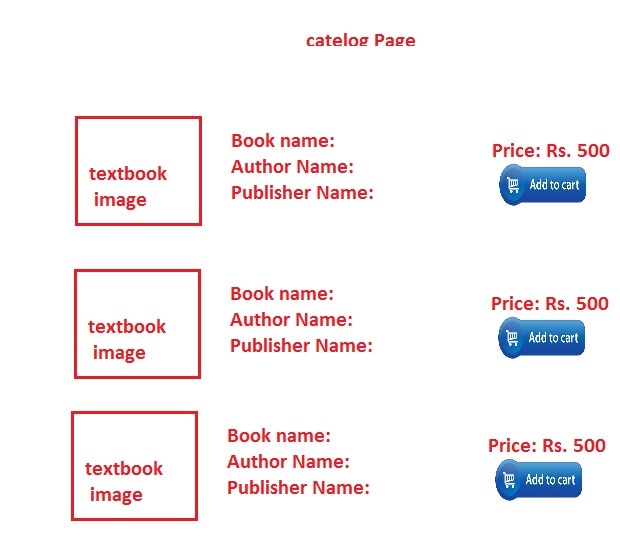 catelog Page
textbook
image
Book name:
Author Name:
Publisher Name:
Price: Rs. 500
Add to cart
textbook
image
Book name:
Author Name:
Publisher Name:
Price: Rs. 500
Add to cart
textbook
image
Book name:
Author Name:
Publisher Name:
Price: Rs. 500
Add to cart